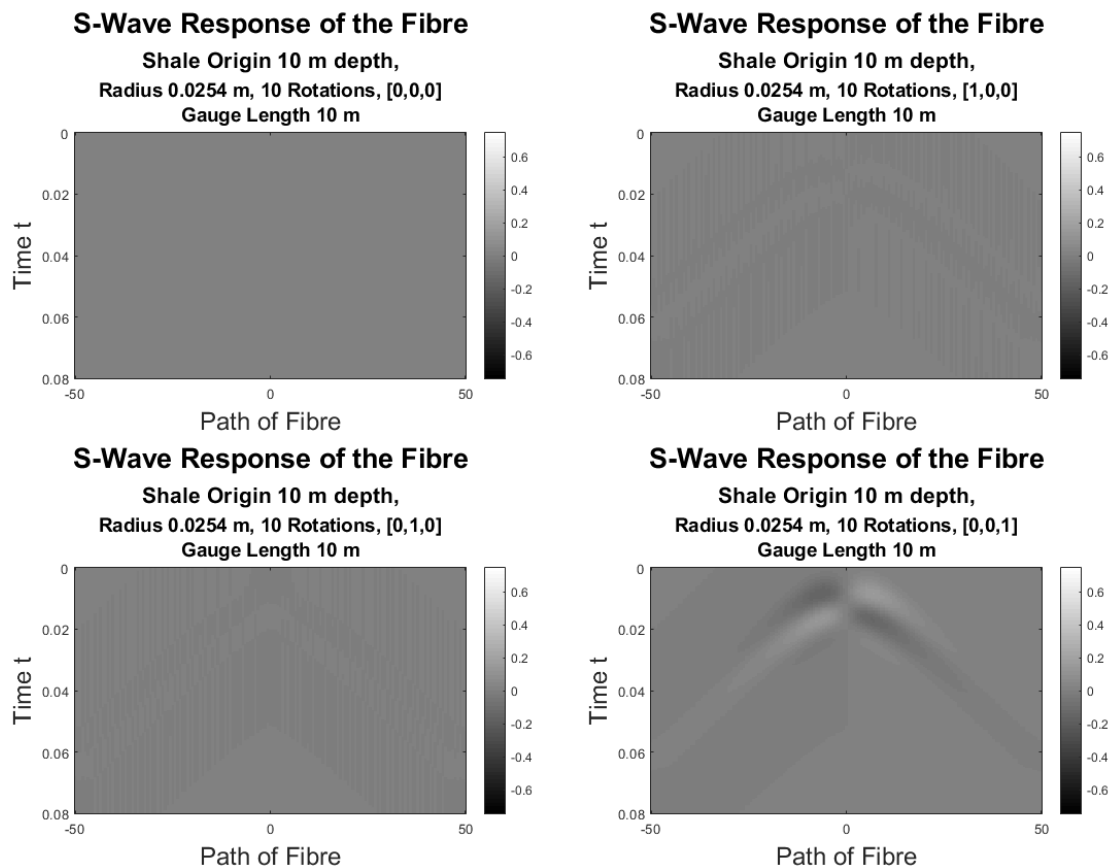 S-Wave Response of the Fibre
Shale Origin 10 m depth,
Radius 0.0254 m, 10 Rotations, [0,0,0]
Gauge Length 10 m
0
0.02
0.04
0.06
0.08
Time t
-50
0
50
Path of Fibre
0.6
0.4
0.2
0
-0.2
-0.4
-0.6
S-Wave Response of the Fibre
Shale Origin 10 m depth,
Radius 0.0254 m, 10 Rotations, [1,0,0]
Gauge Length 10 m
0
0.02
0.04
0.06
0.08
Time t
-50
0
50
Path of Fibre
0.6
0.4
0.2
0
-0.2
-0.4
-0.6
S-Wave Response of the Fibre
Shale Origin 10 m depth,
Radius 0.0254 m, 10 Rotations, [0,1,0]
Gauge Length 10 m
0
0.02
0.04
0.06
0.08
Time t
-50
0
50
Path of Fibre
0.6
0.4
0.2
0
-0.2
-0.4
-0.6
S-Wave Response of the Fibre
Shale Origin 10 m depth,
Radius 0.0254 m, 10 Rotations, [0,0,1]
Gauge Length 10 m
0
0.02
0.04
0.06
0.08
Time t
-50
0
50
Path of Fibre
0.6
0.4
0.2
0
-0.2
-0.4
-0.6